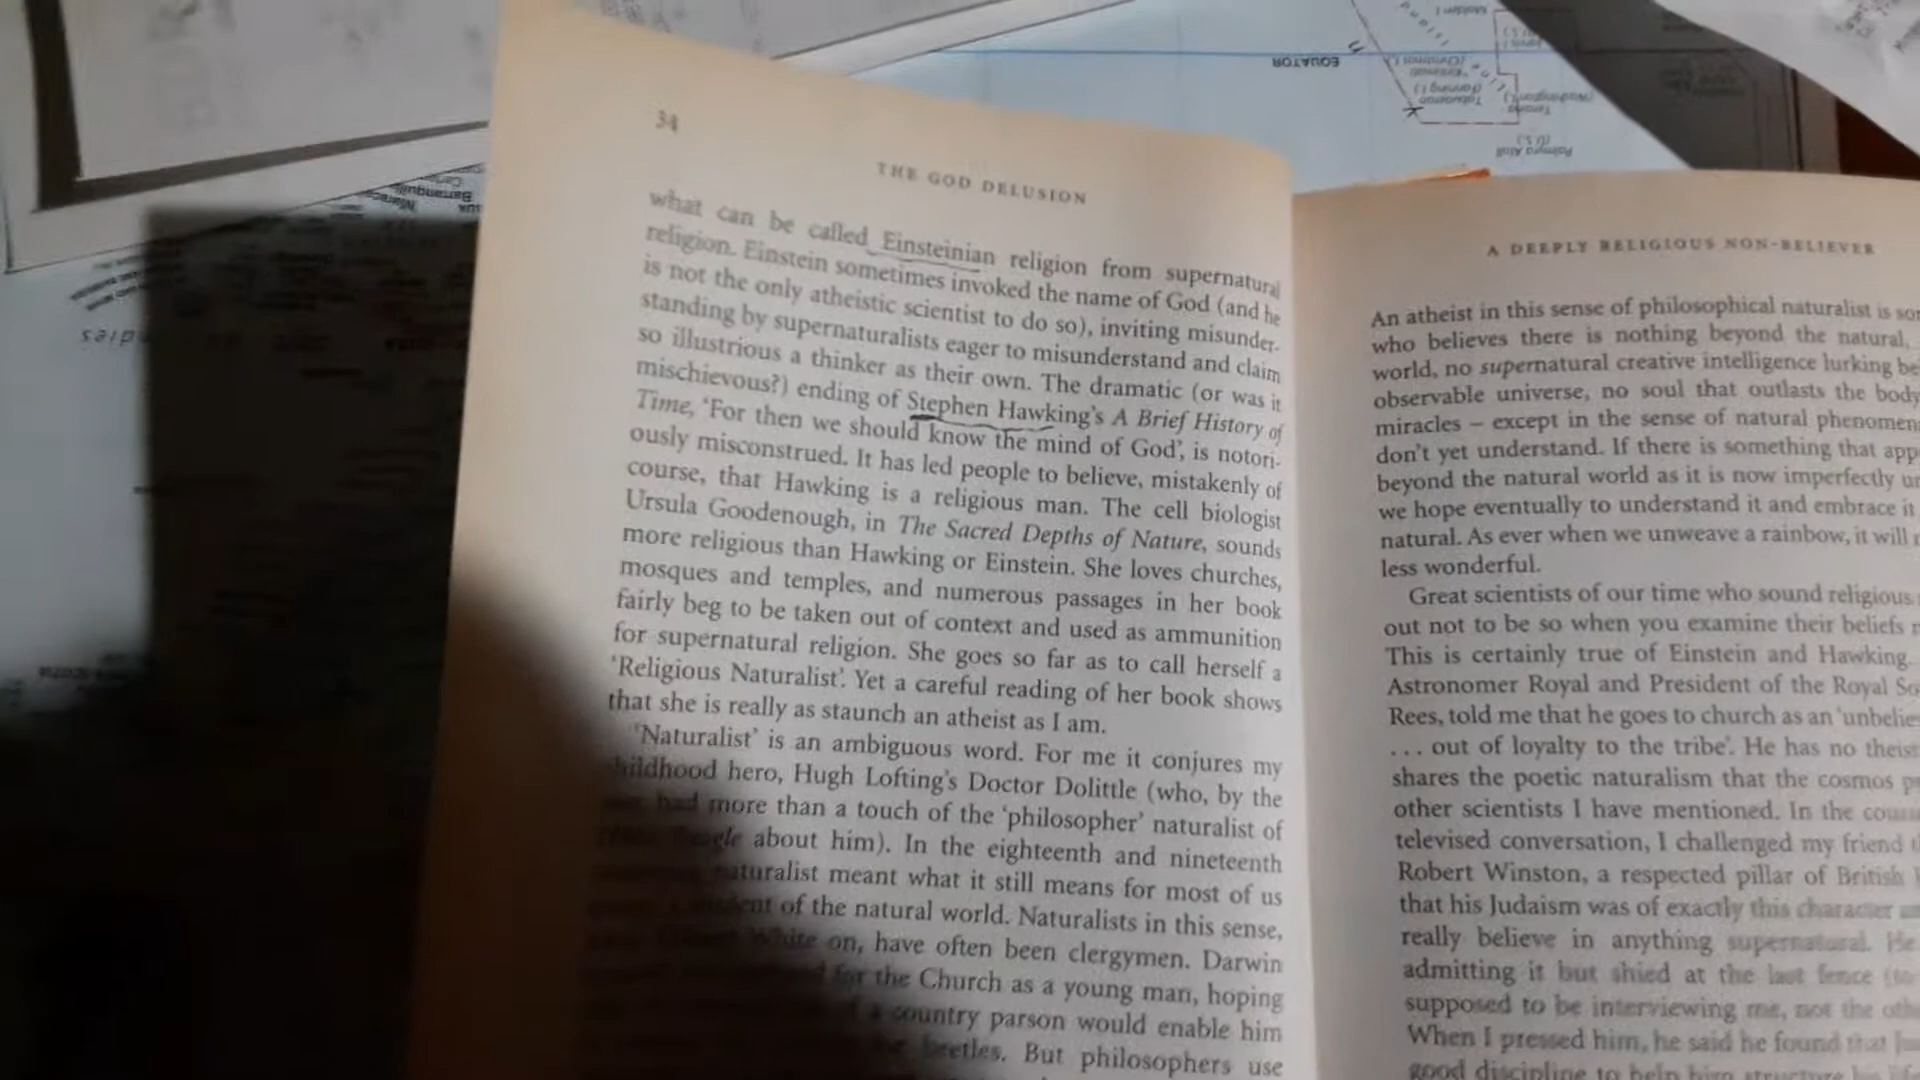 34
THE GOD DELUSION
what can be called Einsteinian religion from supernatural
religion. Einstein sometimes invoked the name of God (and he
is not the only atheistic scientist to do so), inviting misunder-
standing by supernaturalists eager to misunderstand and claim
so illustrious a thinker as their own. The dramatic (or was it
mischievous?) ending of Stephen Hawking's A Brief History of
Time, 'For then we should know the mind of God', is notori-
ously misconstrued. It has led people to believe, mistakenly of
course, that Hawking is a religious man. The cell biologist
Ursula Goodenough, in The Sacred Depths of Nature, sounds
more religious than Hawking or Einstein. She loves churches,
mosques and temples, and numerous passages in her book
fairly beg to be taken out of context and used as ammunition
for supernatural religion. She goes so far as to call herself a
'Religious Naturalist'. Yet a careful reading of her book shows
that she is really as staunch an atheist as I am.
'Naturalist' is an ambiguous word. For me it conjures my
childhood hero, Hugh Lofting's Doctor Dolittle (who, by the
had more than a touch of the 'philosopher' naturalist of
about him). In the eighteenth and nineteenth
naturalist meant what it still means for most of us
of the natural world. Naturalists in this sense,
White on, have often been clergymen. Darwin
for the Church as a young man, hoping
country parson would enable him
beetles. But philosophers use
A DEEPLY RELIGIOUS NON-BELIEVER
An atheist in this sense of philosophical naturalist is
who believes there is nothing beyond the natural,
world, no supernatural creative intelligence lurking
observable universe, no soul that outlasts the body
miracles – except in the sense of natural
don't yet understand. If there is something that
beyond the natural world as it is now imperfectly
we hope eventually to understand it and embrace it
natural. As ever when we unweave a rainbow, it will
less wonderful.
Great scientists of our time who sound religious
out not to be so when you examine their beliefs
This is certainly true of Einstein and Hawking.
Astronomer Royal and President of the Royal
Rees, told me that he goes to church as an
... out of loyalty to the tribe'. He has no
shares the poetic naturalism that the cosmos
other scientists I have mentioned. In the
televised conversation, I challenged my friend
Robert Winston, a respected pillar of British
that his Judaism was of exactly this character
really believe in anything supernatural. He
admitting it but shied at the last fence
supposed to be interviewing me, not the
When I pressed him, he said he found that
good discipline to help him structure his
EQUATOR
Palmyra Atoll
(U.S.)